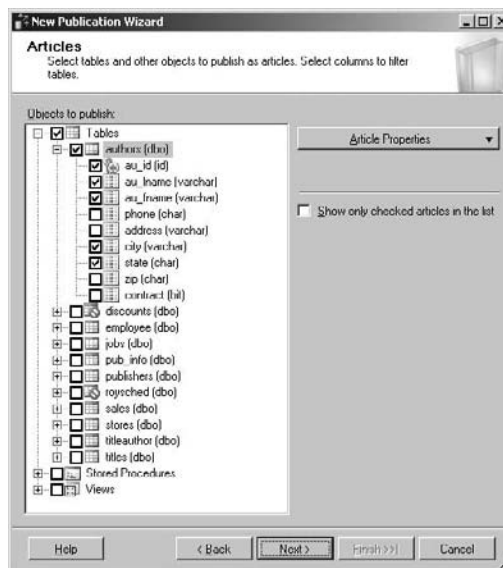 New Publication Wizard
Articles
Select tables and other objects to publish as articles. Select columns to filter
tables.
Objects to publish:
Tables
authors (dbo)
au_id (id)
au_lname (varchar)
au_fname (varchar)
phone (char)
address (varchar)
city (varchar)
state (char)
zip (char)
contract (bit)
discounts (dbo)
employee (dbo)
jobs (dbo)
pub_info (dbo)
publishers (dbo)
roysched (dbo)
sales (dbo)
stores (dbo)
titleauthor (dbo)
titles (dbo)
Stored Procedures
Views
Article Properties
Show only checked articles in the list
Help
< Back
Next >
Finish >>|
Cancel